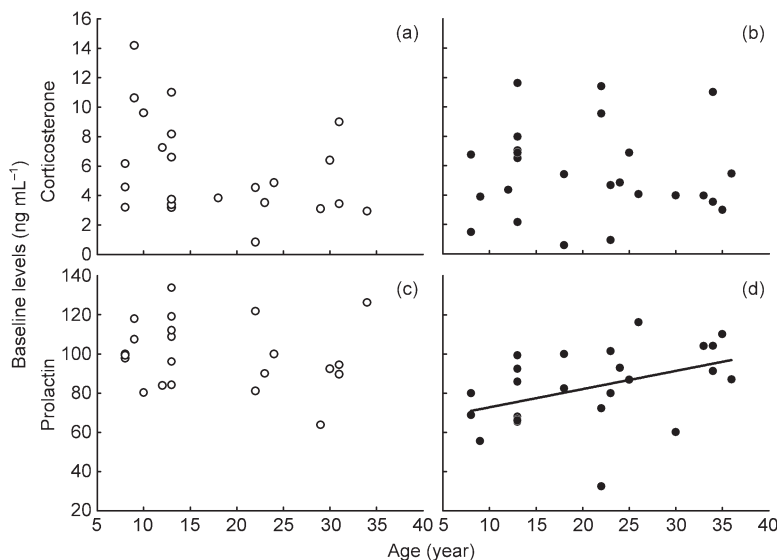 16
14
12
10
8
6
4
2
0
(a)
(b)
Corticosterone
Baseline levels (ng mL⁻¹)
140
120
100
80
60
40
20
(c)
(d)
Prolactin
5 10 15 20 25 30 35 40
5 10 15 20 25 30 35 40
Age (year)